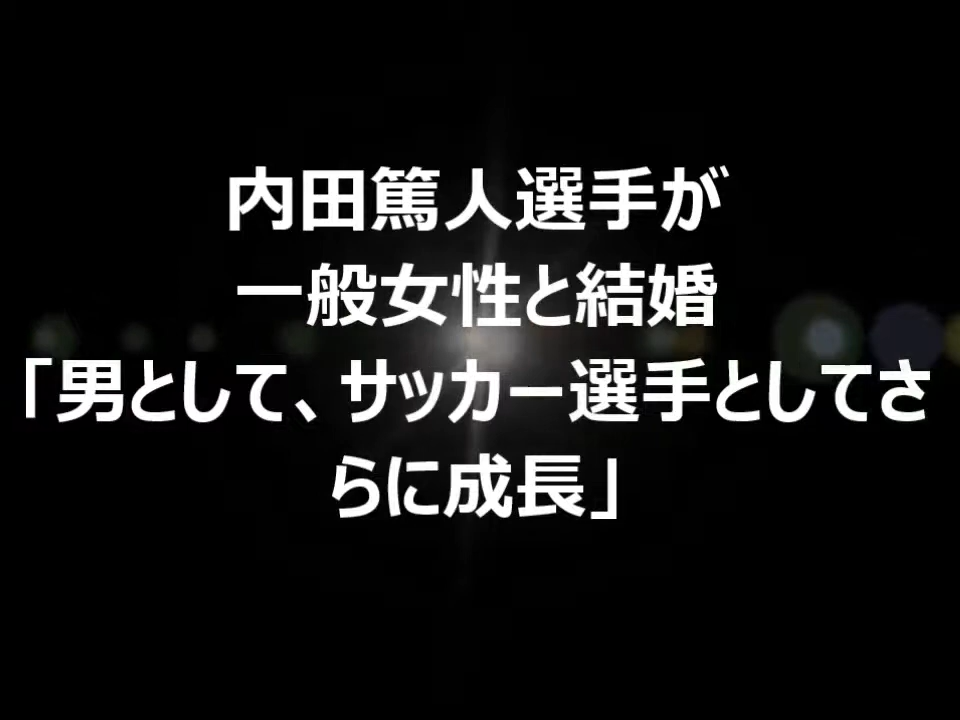 内田篤人選手が
一般女性と結婚
「男として、サッカー選手としてさ
らに成長」